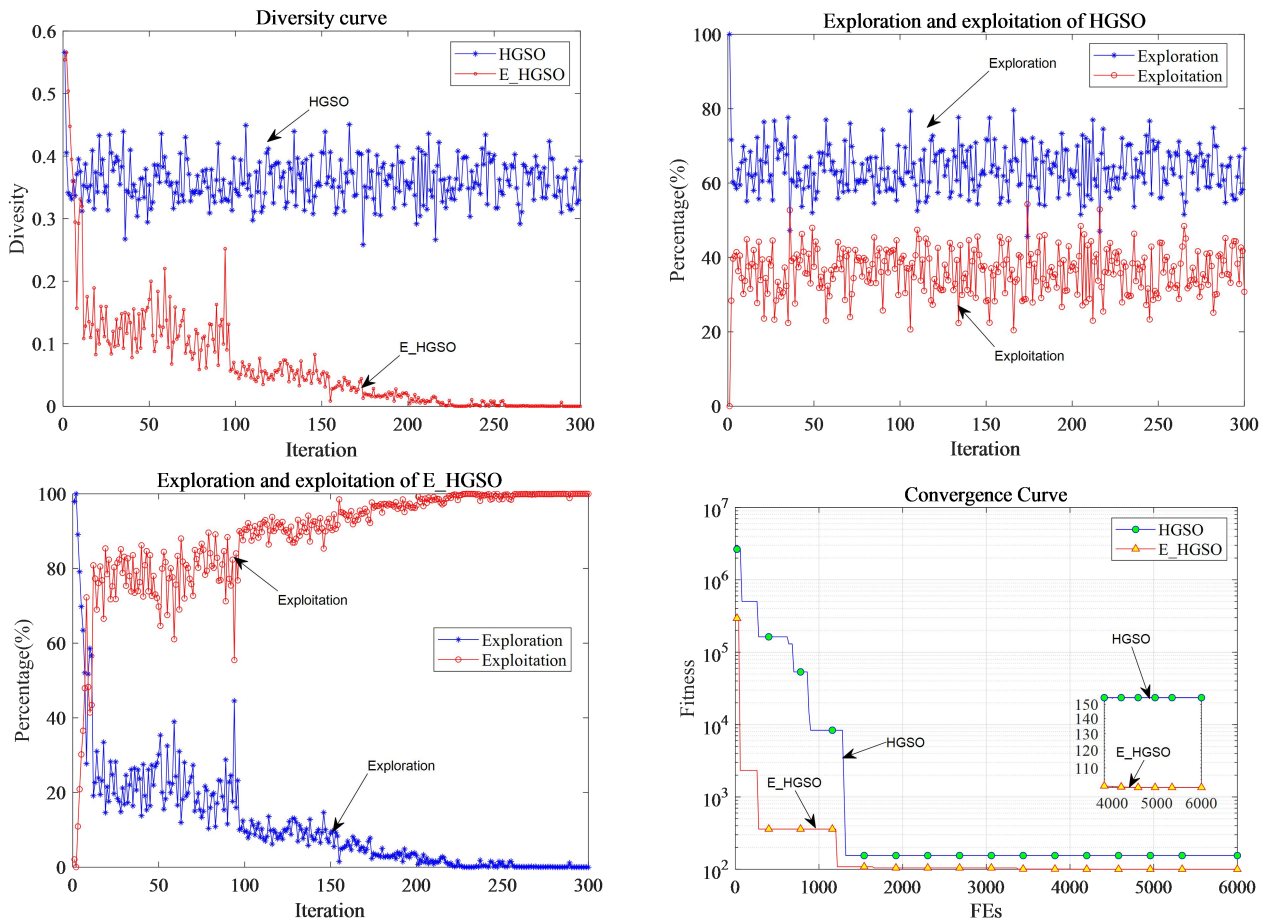 Diversity curve
0.6
0.5
0.4
0.3
0.2
0.1
0
Divesity
HGSO
E_HGSO
HGSO
E_HGSO
0 50 100 150 200 250 300
Iteration
Exploration and exploitation of HGSO
100
80
60
40
20
0
Percentage(%)
Exploration
Exploitation
Exploration
Exploitation
0 50 100 150 200 250 300
Iteration
Exploration and exploitation of E_HGSO
100
80
60
40
20
0
Percentage(%)
Exploitation
Exploration
Exploitation
Exploration
0 50 100 150 200 250 300
Iteration
Convergence Curve
10^7
10^6
10^5
10^4
10^3
10^2
Fitness
HGSO
E_HGSO
HGSO
150
140
130
120
110
E_HGSO
4000 5000 6000
HGSO
E_HGSO
0 1000 2000 3000 4000 5000 6000
FEs